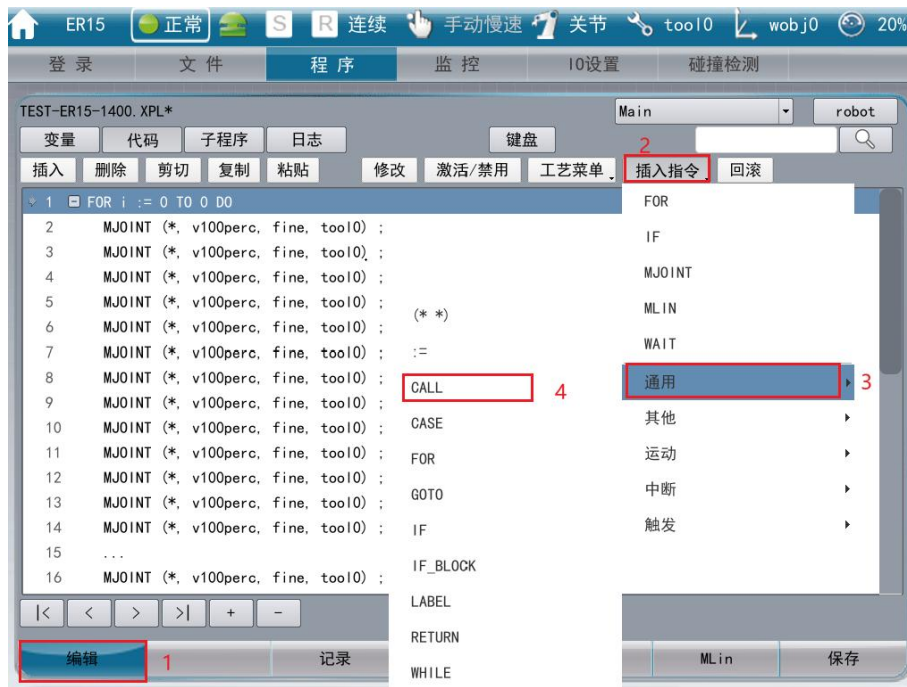 ER15 正常 S R 连续 手动慢速 关节 tool0 wobj0 20%
登录 文件 程序 监控 IO设置 碰撞检测
TEST-ER15-1400.XPL* Main robot
变量 代码 子程序 日志 键盘 2
插入 删除 剪切 复制 粘贴 修改 激活/禁用 工艺菜单 插入指令 回滚
1 FOR i := 0 TO 0 DO
2 MJOINT (*, v100perc, fine, tool0) ;
3 MJOINT (*, v100perc, fine, tool0) ;
4 MJOINT (*, v100perc, fine, tool0) ;
5 MJOINT (*, v100perc, fine, tool0) ;
6 MJOINT (*, v100perc, fine, tool0) ;
7 MJOINT (*, v100perc, fine, tool0) ;
8 MJOINT (*, v100perc, fine, tool0) ;
9 MJOINT (*, v100perc, fine, tool0) ;
10 MJOINT (*, v100perc, fine, tool0) ;
11 MJOINT (*, v100perc, fine, tool0) ;
12 MJOINT (*, v100perc, fine, tool0) ;
13 MJOINT (*, v100perc, fine, tool0) ;
14 MJOINT (*, v100perc, fine, tool0) ;
15 ...
16 MJOINT (*, v100perc, fine, tool0) ;
(* *)
:=
CALL 4
CASE
FOR
GOTO
IF
IF_BLOCK
LABEL
RETURN
WHILE
FOR
IF
MJOINT
MLIN
WAIT
通用 3
其他
运动
中断
触发
|< < > >| + -
编辑 1 记录 MLin 保存